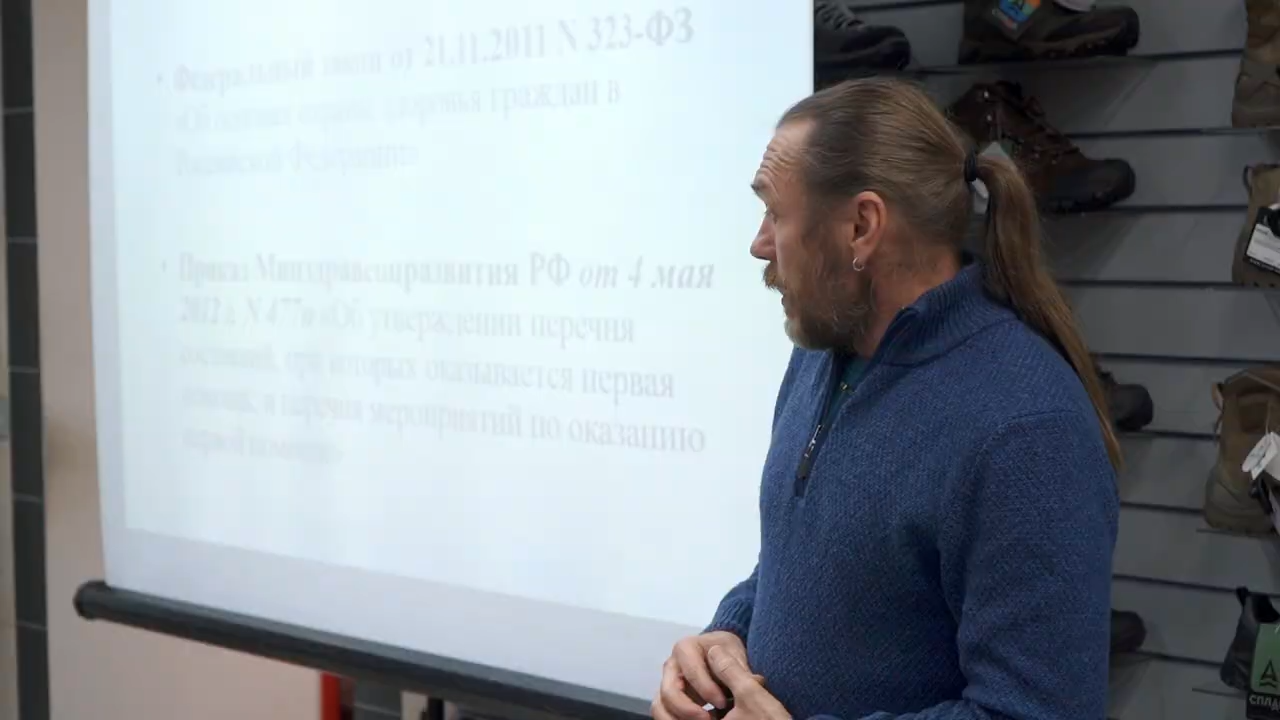 Федеральный закон от 21.11.2011 N 323-ФЗ
«Об основах охраны здоровья граждан в
Российской Федерации»
Приказ Минздравсоцразвития РФ от 4 мая
2012 г. N 477н «Об утверждении перечня
состояний, при которых оказывается первая
помощь, и перечня мероприятий по оказанию
первой помощи»
СПЛАВ